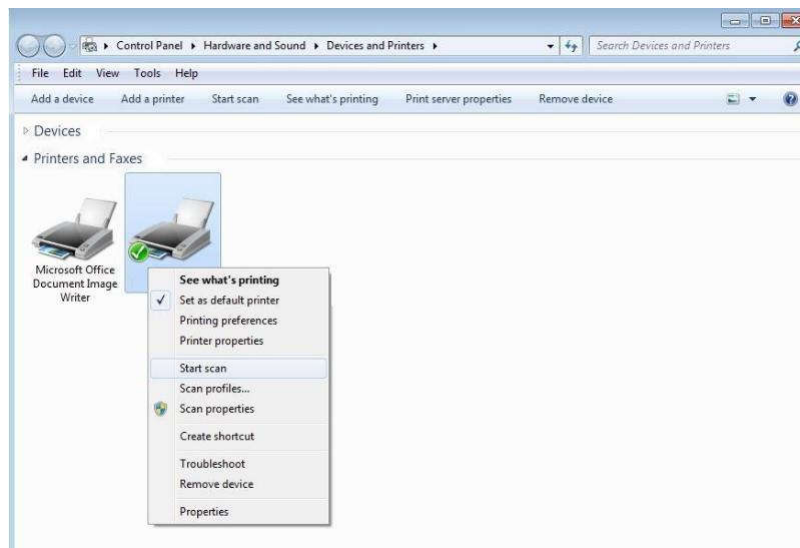 Control Panel ▸ Hardware and Sound ▸ Devices and Printers ▸
Search Devices and Printers
File Edit View Tools Help
Add a device Add a printer Start scan See what's printing Print server properties Remove device
Devices
Printers and Faxes
Microsoft Office
Document Image
Writer
See what's printing
Set as default printer
Printing preferences
Printer properties
Start scan
Scan profiles...
Scan properties
Create shortcut
Troubleshoot
Remove device
Properties